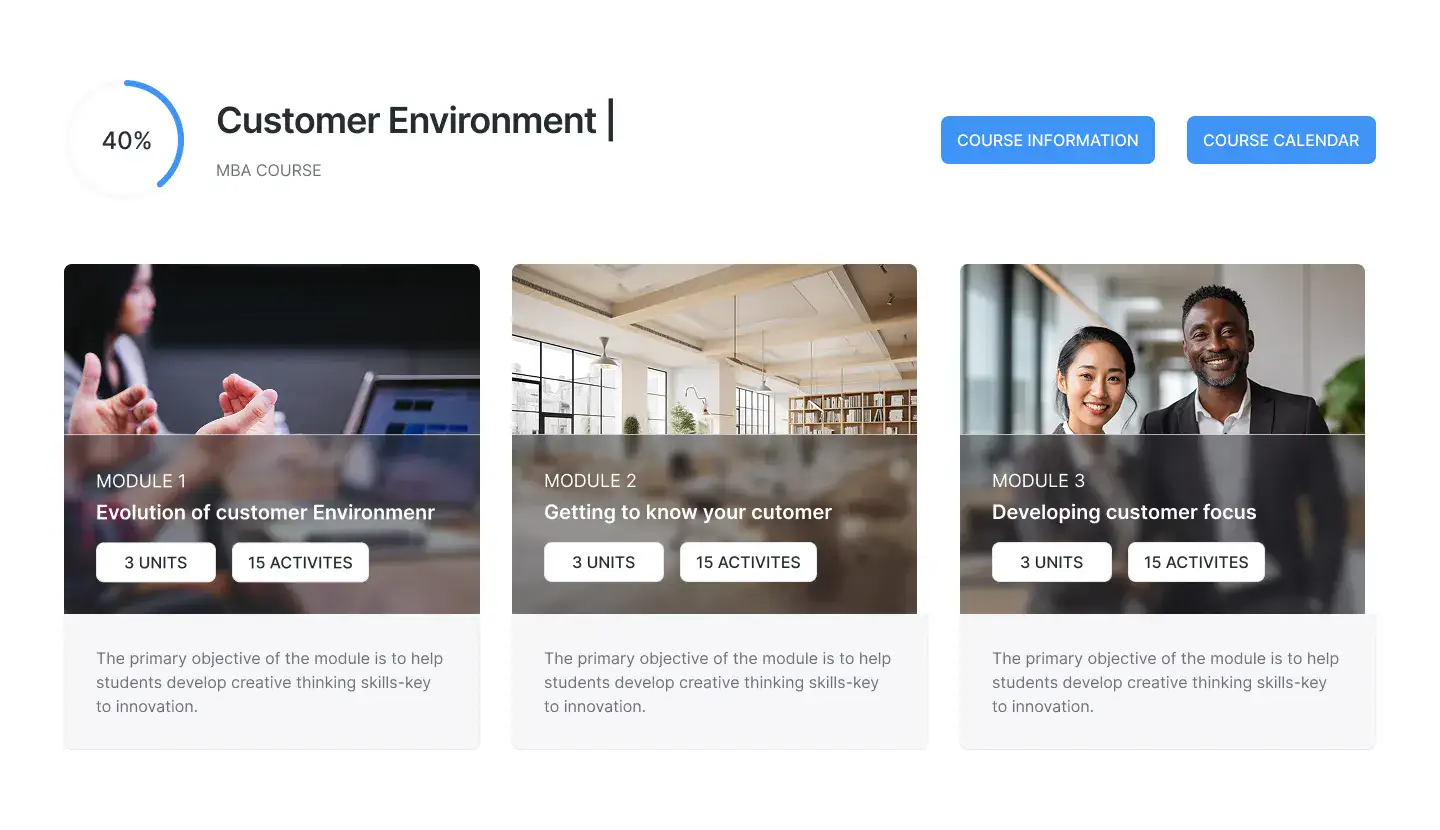 40%
Customer Environment |
MBA COURSE
COURSE INFORMATION
COURSE CALENDAR
MODULE 1
Evolution of customer Environmenr
3 UNITS
15 ACTIVITES
The primary objective of the module is to help
students develop creative thinking skills-key
to innovation.
MODULE 2
Getting to know your cutomer
3 UNITS
15 ACTIVITES
The primary objective of the module is to help
students develop creative thinking skills-key
to innovation.
MODULE 3
Developing customer focus
3 UNITS
15 ACTIVITES
The primary objective of the module is to help
students develop creative thinking skills-key
to innovation.